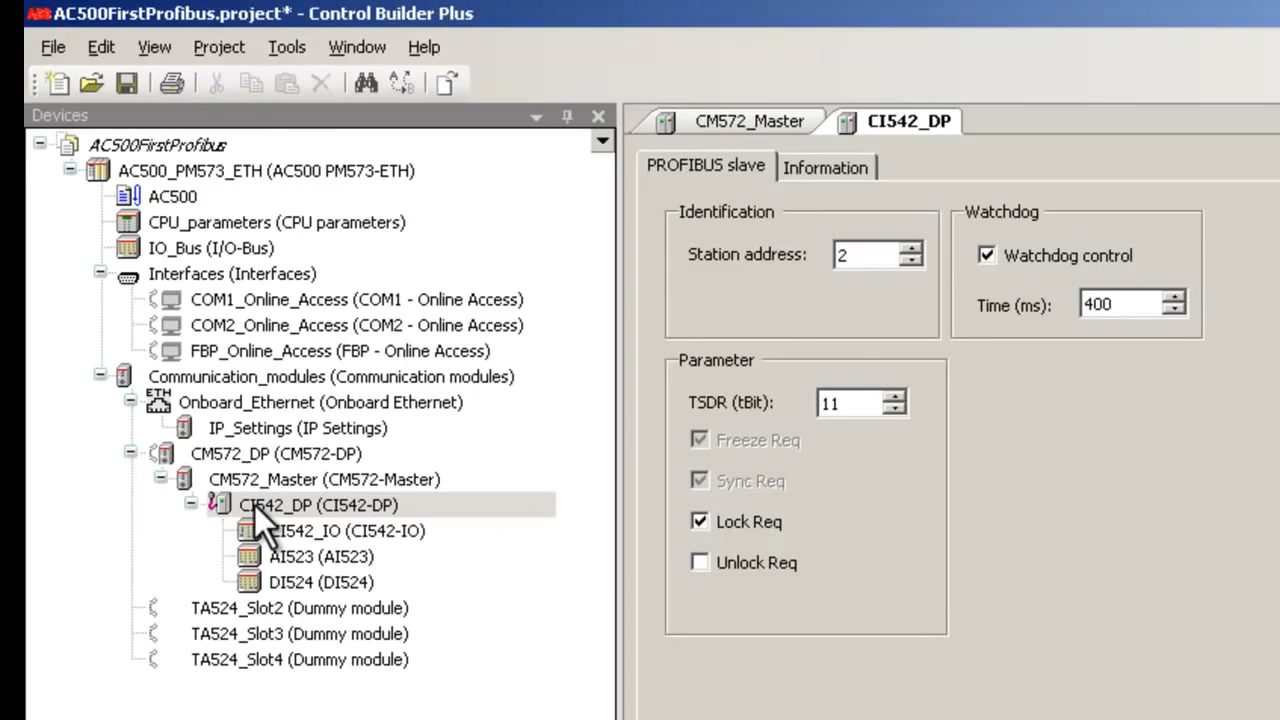 ABB AC500FirstProfibus.project* - Control Builder Plus
File Edit View Project Tools Window Help
Devices
AC500FirstProfibus
AC500_PM573_ETH (AC500 PM573-ETH)
AC500
CPU_parameters (CPU parameters)
IO_Bus (I/O-Bus)
Interfaces (Interfaces)
COM1_Online_Access (COM1 - Online Access)
COM2_Online_Access (COM2 - Online Access)
FBP_Online_Access (FBP - Online Access)
Communication_modules (Communication modules)
ETH
Onboard_Ethernet (Onboard Ethernet)
IP_Settings (IP Settings)
CM572_DP (CM572-DP)
CM572_Master (CM572-Master)
CI542_DP (CI542-DP)
CI542_IO (CI542-IO)
AI523 (AI523)
DI524 (DI524)
TA524_Slot2 (Dummy module)
TA524_Slot3 (Dummy module)
TA524_Slot4 (Dummy module)
CM572_Master CI542_DP
PROFIBUS slave Information
Identification
Station address: 2
Watchdog
Watchdog control
Time (ms): 400
Parameter
TSDR (tBit): 11
Freeze Req
Sync Req
Lock Req
Unlock Req